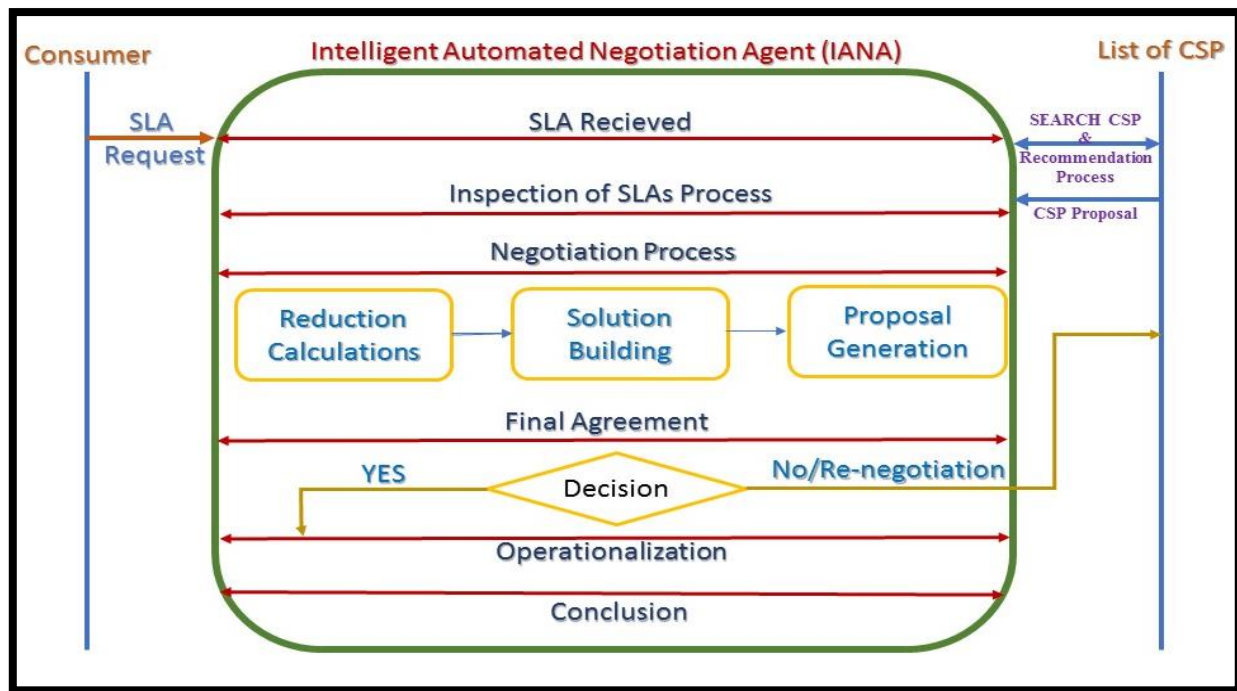 Consumer
Intelligent Automated Negotiation Agent (IANA)
List of CSP
SLA
Request
SLA Recieved
SEARCH CSP
&
Recommendation
Process
Inspection of SLAs Process
CSP Proposal
Negotiation Process
Reduction
Calculations
Solution
Building
Proposal
Generation
Final Agreement
YES
Decision
No/Re-negotiation
Operationalization
Conclusion